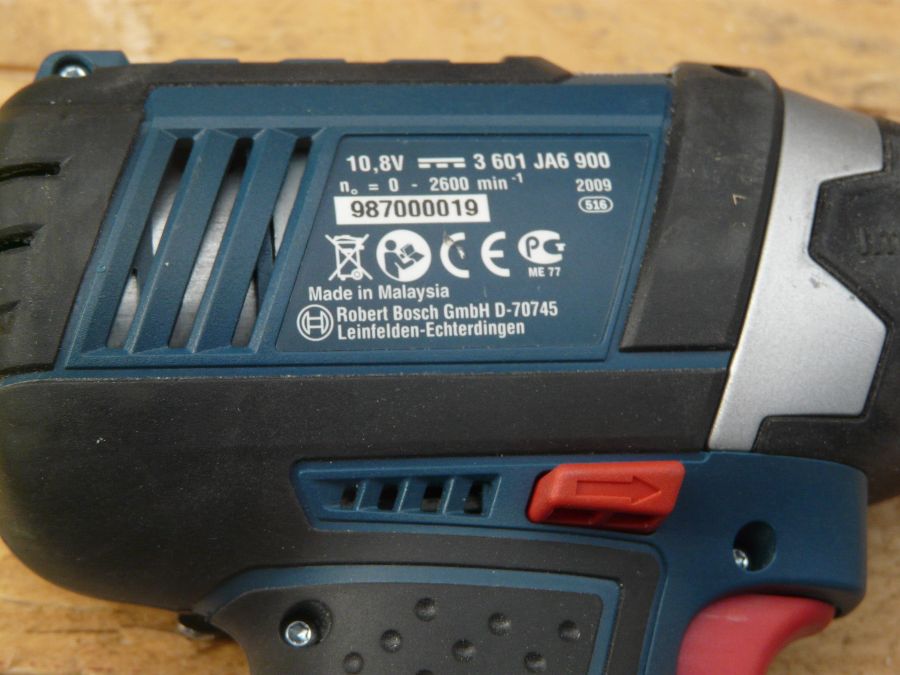 10,8V 3 601 JA6 900
n₀ = 0 - 2600 min⁻¹ 2009
987000019 516
CE
ME 77
Made in Malaysia
Robert Bosch GmbH D-70745
Leinfelden-Echterdingen